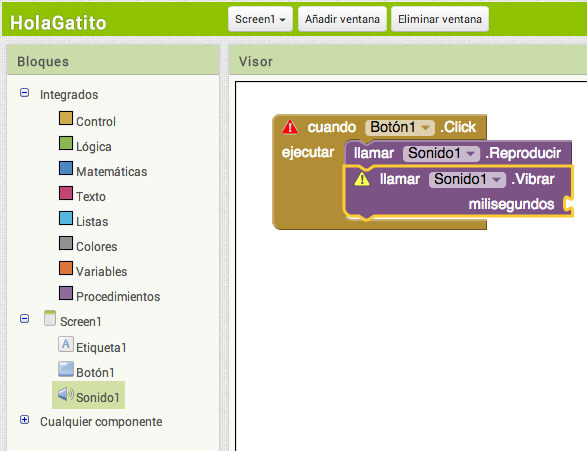 HolaGatito
Screen1 Añadir ventana Eliminar ventana
Bloques
Visor
Integrados
Control
Lógica
Matemáticas
Texto
Listas
Colores
Variables
Procedimientos
Screen1
Etiqueta1
Botón1
Sonido1
Cualquier componente
cuando Botón1 .Click
ejecutar llamar Sonido1 .Reproducir
llamar Sonido1 .Vibrar
milisegundos